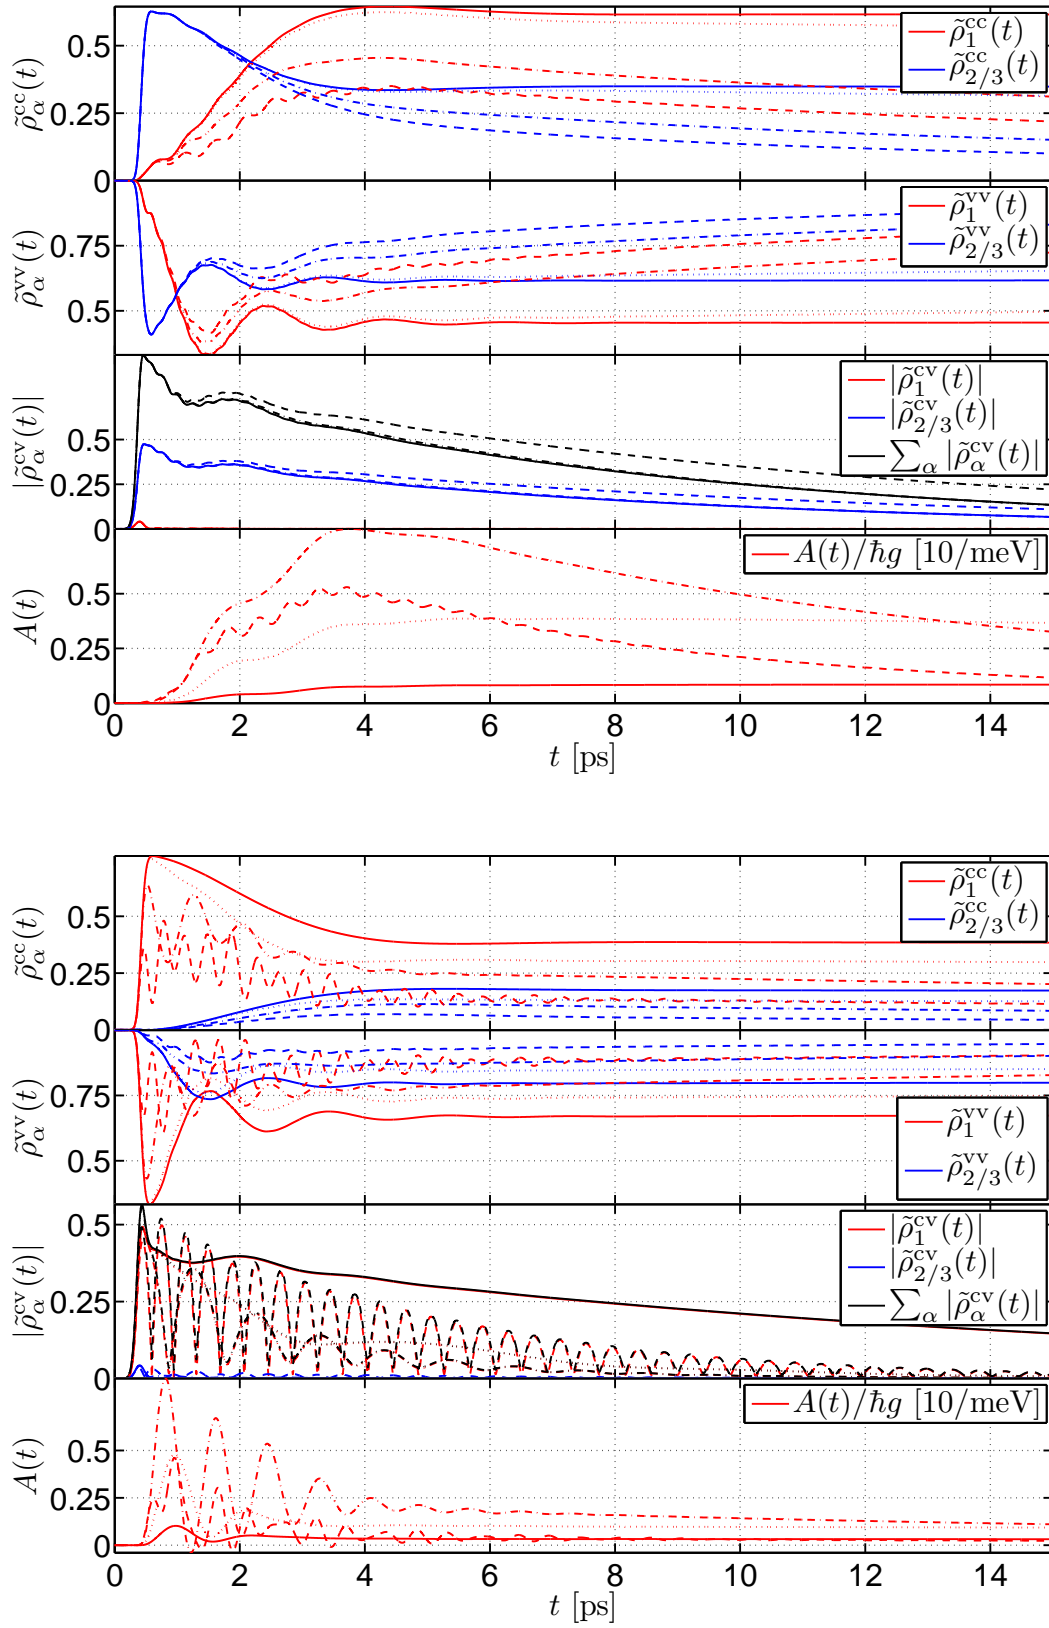 ρ̃₁ᶜᶜ(t)
ρ̃₂/₃ᶜᶜ(t)
0.5
0.25
0
ρ̃αᶜᶜ(t)
ρ̃₁ᵛᵛ(t)
ρ̃₂/₃ᵛᵛ(t)
0.75
0.5
ρ̃αᵛᵛ(t)
|ρ̃₁ᶜᵛ(t)|
|ρ̃₂/₃ᶜᵛ(t)|
∑α |ρ̃αᶜᵛ(t)|
0.5
0.25
0
|ρ̃αᶜᵛ(t)|
A(t)/ħg [10/meV]
0.5
0.25
0
A(t)
0 2 4 6 8 10 12 14
t [ps]
ρ̃₁ᶜᶜ(t)
ρ̃₂/₃ᶜᶜ(t)
0.5
0.25
0
ρ̃αᶜᶜ(t)
0.75
0.5
ρ̃αᵛᵛ(t)
ρ̃₁ᵛᵛ(t)
ρ̃₂/₃ᵛᵛ(t)
|ρ̃₁ᶜᵛ(t)|
|ρ̃₂/₃ᶜᵛ(t)|
∑α |ρ̃αᶜᵛ(t)|
0.5
0.25
0
|ρ̃αᶜᵛ(t)|
A(t)/ħg [10/meV]
0.5
0.25
0
A(t)
0 2 4 6 8 10 12 14
t [ps]